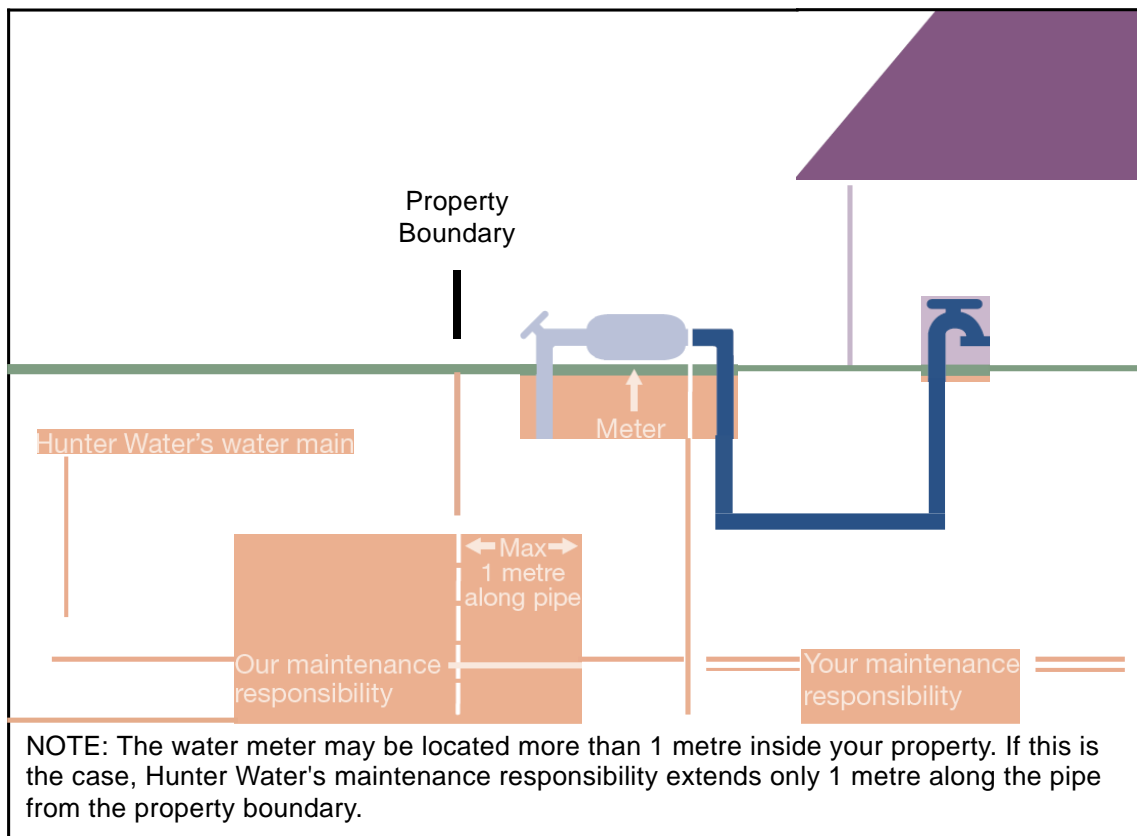 Property
Boundary
Meter
Hunter Water’s water main
Max
1 metre
along pipe
Our maintenance
responsibility
Your maintenance
responsibility
NOTE: The water meter may be located more than 1 metre inside your property. If this is
the case, Hunter Water's maintenance responsibility extends only 1 metre along the pipe
from the property boundary.